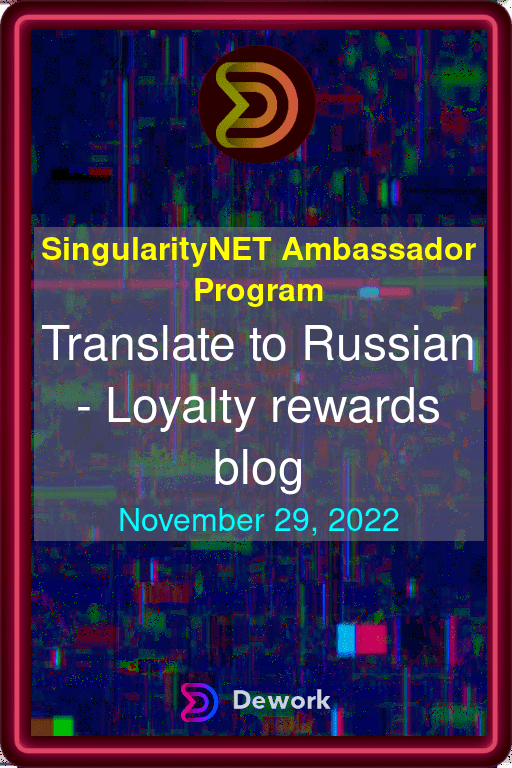 SingularityNET Ambassador
Program
Translate to Russian
- Loyalty rewards
blog
November 29, 2022
Dework